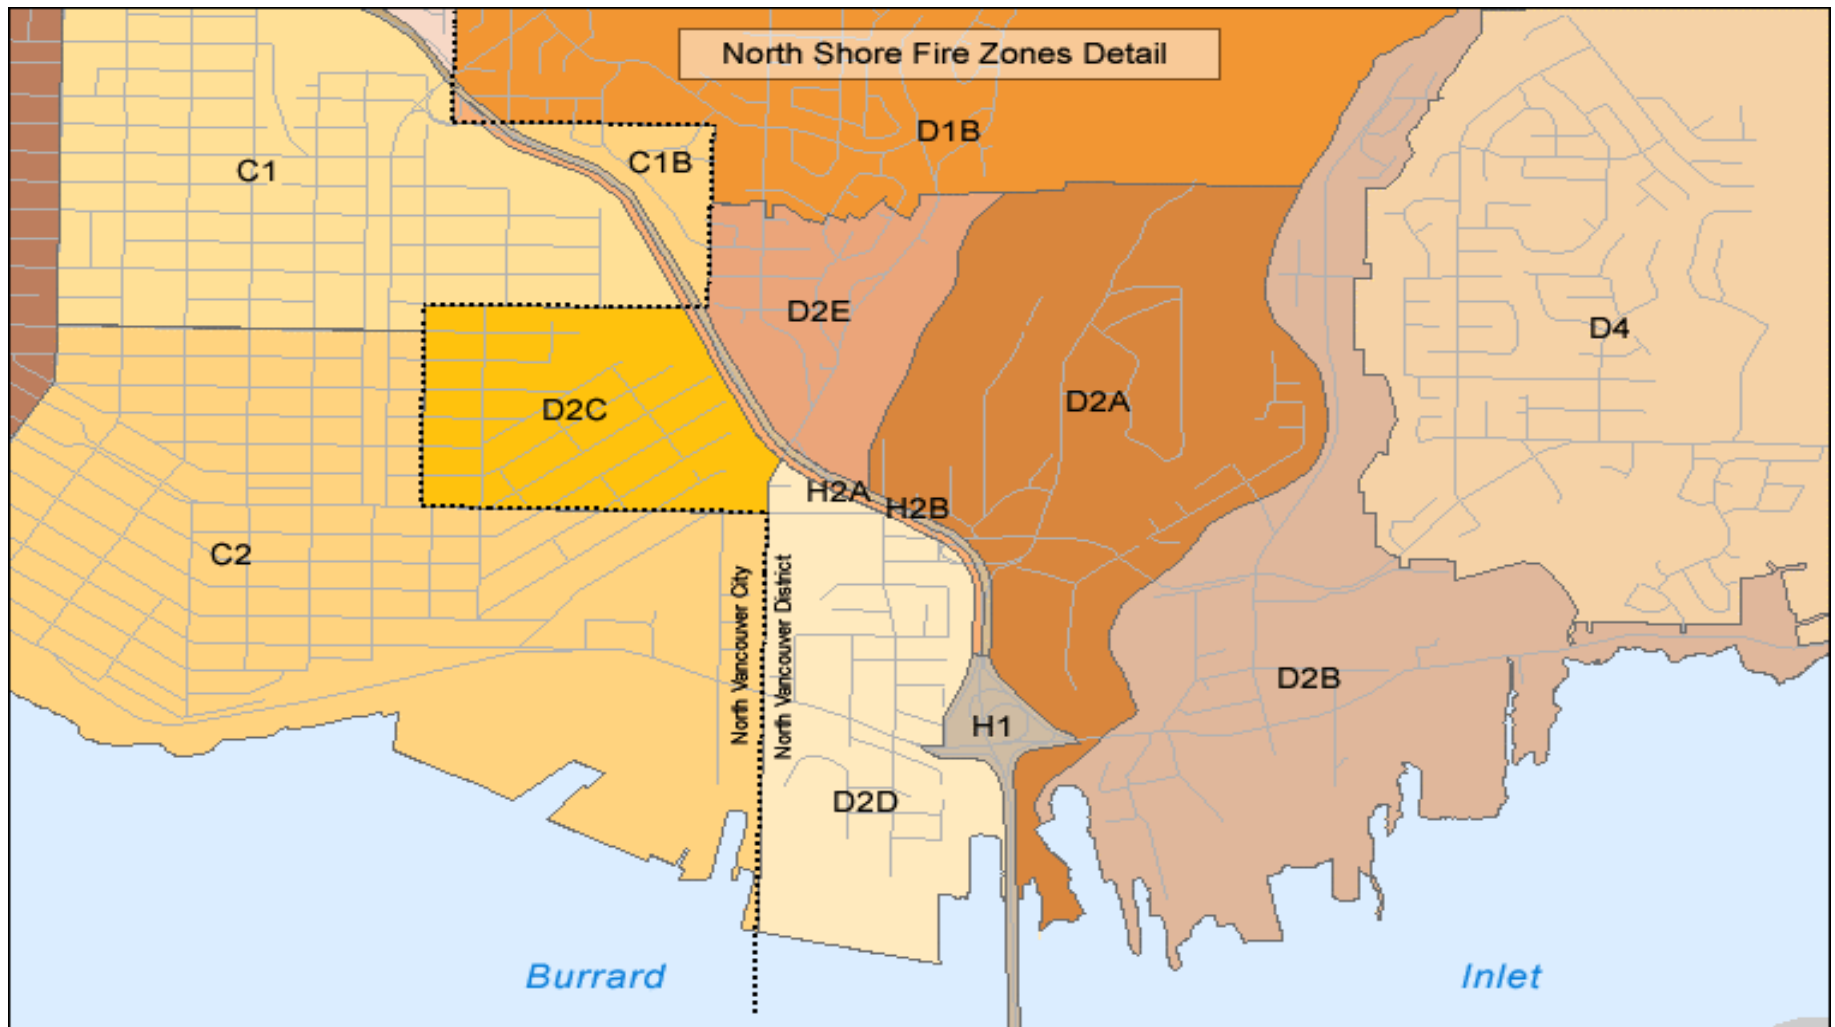 North Shore Fire Zones Detail
D1B
C1B
C1
D2E
D4
D2A
D2C
H2A
H2B
C2
North Vancouver City
North Vancouver District
D2B
H1
D2D
Burrard
Inlet